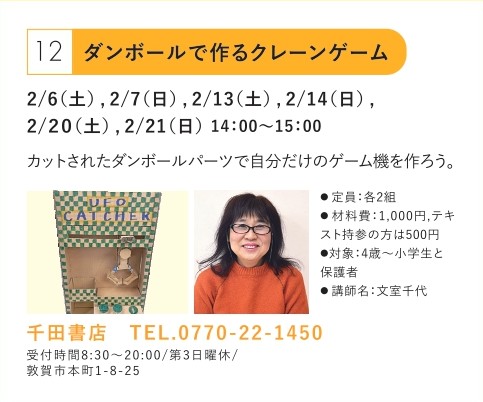 12 ダンボールで作るクレーンゲーム
2/6(土), 2/7(日), 2/13(土), 2/14(日),
2/20(土), 2/21(日) 14:00〜15:00
カットされたダンボールパーツで自分だけのゲーム機を作ろう。
UFO
CATCHER
●定員:各2組
●材料費:1,000円,テキ
スト持参の方は500円
●対象:4歳〜小学生と
保護者
●講師名:文室千代
千田書店 TEL.0770-22-1450
受付時間8:30〜20:00/第3日曜休/
敦賀市本町1-8-25